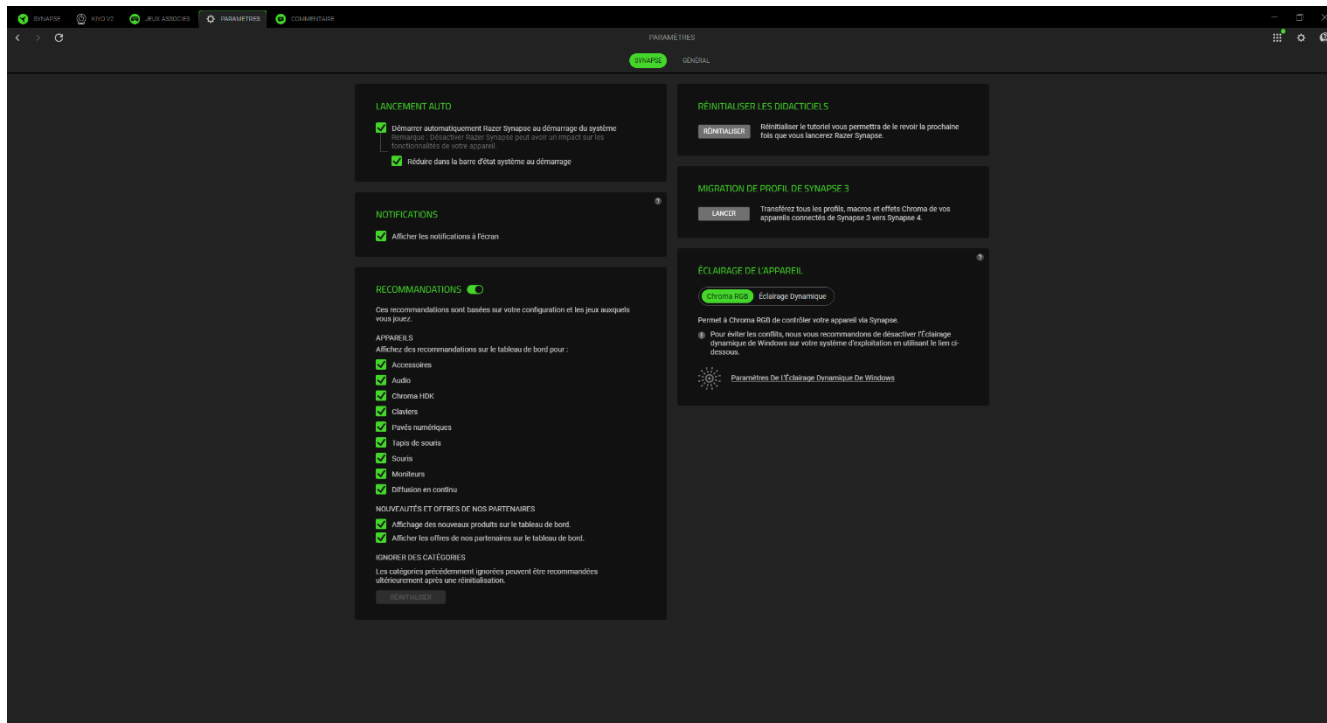 SYNAPSE
KIYO V2
JEUX ASSOCIÉS
PARAMÈTRES
COMMENTAIRE
PARAMÈTRES
SYNAPSE
GÉNÉRAL
LANCEMENT AUTO
Démarrer automatiquement Razer Synapse au démarrage du système
Remarque : Désactiver Razer Synapse peut avoir un impact sur les
fonctionnalités de votre appareil.
Réduire dans la barre d'état système au démarrage
NOTIFICATIONS
Afficher les notifications à l'écran
RECOMMANDATIONS
Ces recommandations sont basées sur votre configuration et les jeux auxquels
vous jouez.
APPAREILS
Affichez des recommandations sur le tableau de bord pour :
Accessoires
Audio
Chroma HDK
Claviers
Pavés numériques
Tapis de souris
Souris
Moniteurs
Diffusion en continu
NOUVEAUTÉS ET OFFRES DE NOS PARTENAIRES
Affichage des nouveaux produits sur le tableau de bord.
Afficher les offres de nos partenaires sur le tableau de bord.
IGNORER DES CATÉGORIES
Les catégories précédemment ignorées peuvent être recommandées
ultérieurement après une réinitialisation.
RÉINITIALISER
RÉINITIALISER LES DIDACTICIELS
RÉINITIALISER
Réinitialiser le tutoriel vous permettra de le revoir la prochaine
fois que vous lancerez Razer Synapse.
MIGRATION DE PROFIL DE SYNAPSE 3
LANCER
Transférez tous les profils, macros et effets Chroma de vos
appareils connectés de Synapse 3 vers Synapse 4.
ÉCLAIRAGE DE L'APPAREIL
Chroma RGB
Éclairage Dynamique
Permet à Chroma RGB de contrôler votre appareil via Synapse.
Pour éviter les conflits, nous vous recommandons de désactiver l'Éclairage
dynamique de Windows sur votre système d'exploitation en utilisant le lien ci-
dessous.
Paramètres De L'Éclairage Dynamique De Windows